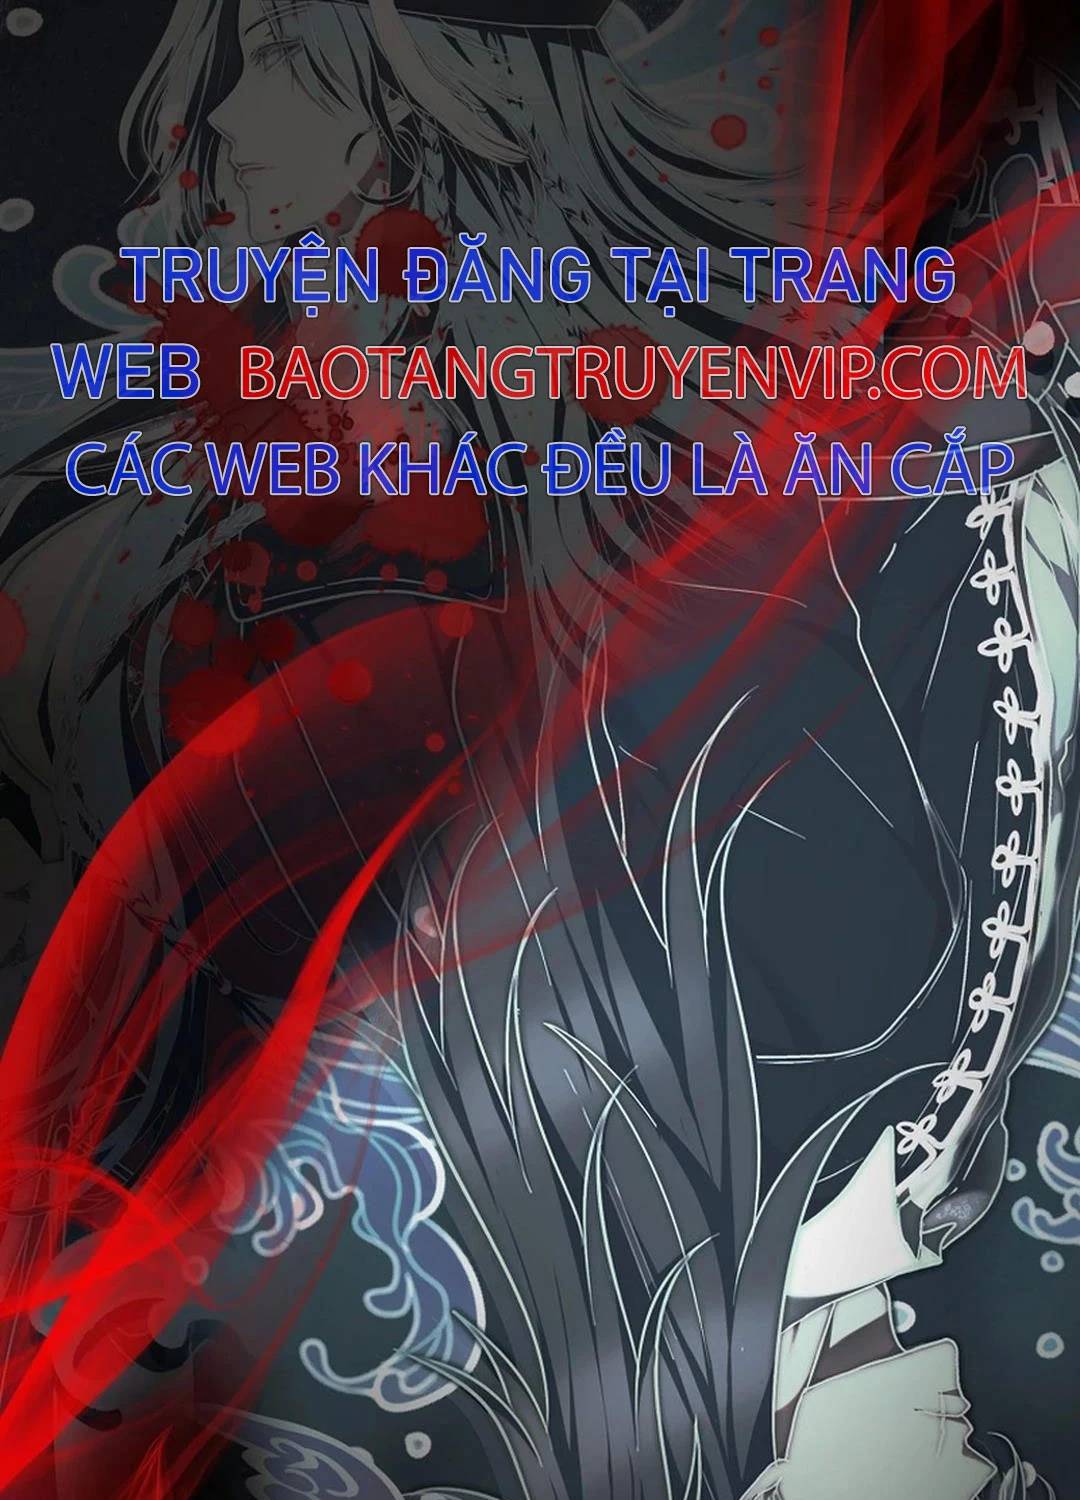 TRUYỆN ĐĂNG TẠI TRANG
WEB BAOTANGTRUYENVIP.COM
CÁC WEB KHÁC ĐỀU LÀ ĂN CẮP